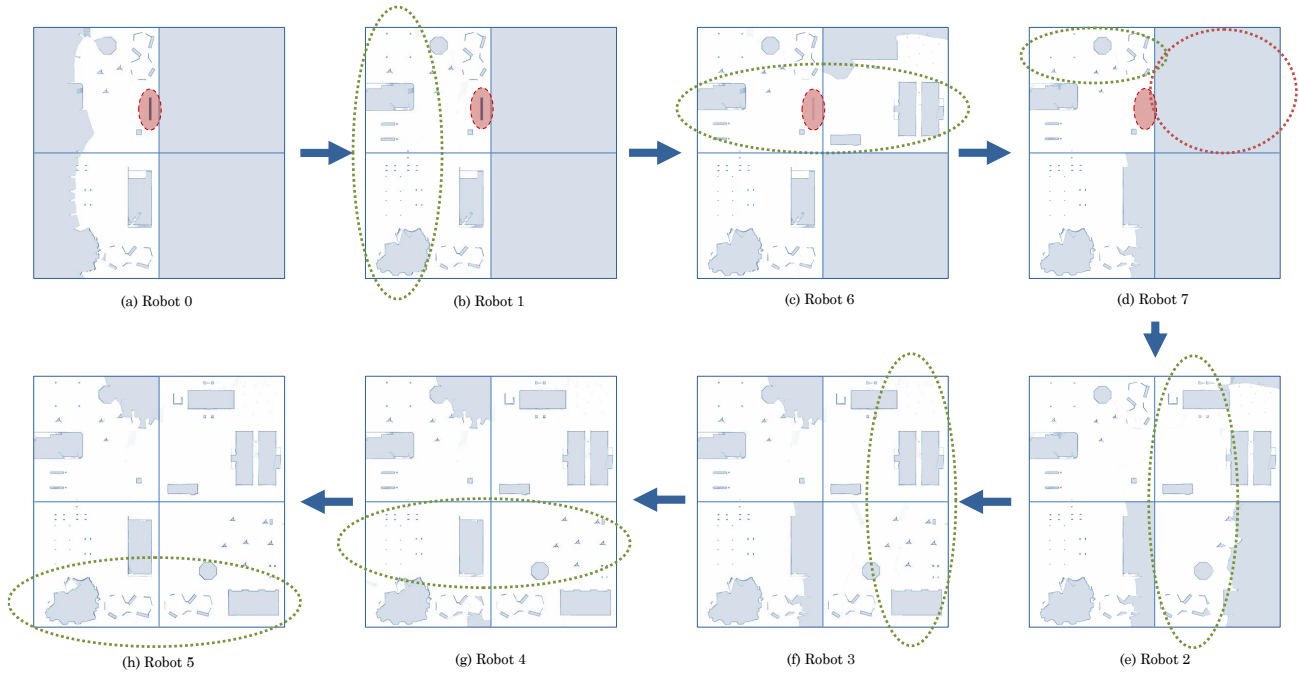 (a) Robot 0
(b) Robot 1
(c) Robot 6
(d) Robot 7
(h) Robot 5
(g) Robot 4
(f) Robot 3
(e) Robot 2